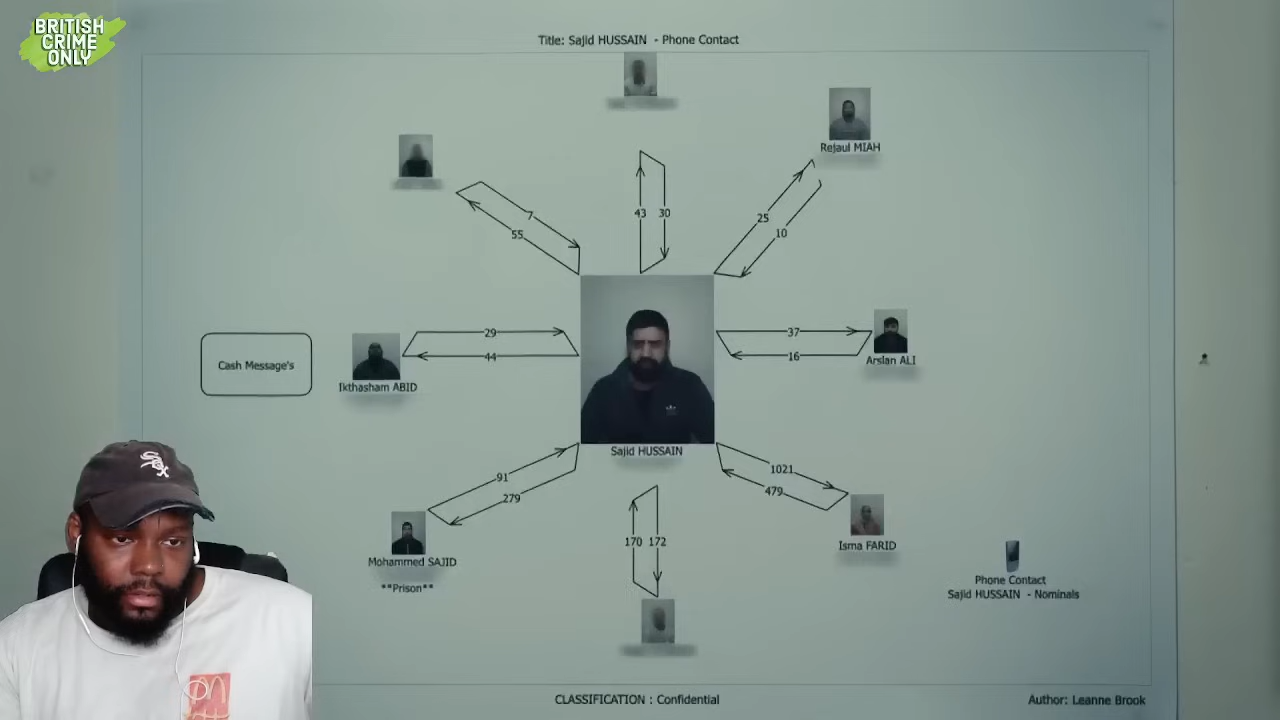 BRITISH
CRIME
ONLY
Title: Sajid HUSSAIN - Phone Contact
Rejaul MIAH
43 30
25
10
7
55
29
44
37
16
Cash Message's
Ikthasham ABID
Arslan ALI
Sajid HUSSAIN
91
279
1021
479
170 172
Mohammed SAJID
**Prison**
Isma FARID
Phone Contact
Sajid HUSSAIN - Nominals
CLASSIFICATION : Confidential
Author: Leanne Brook
Sox